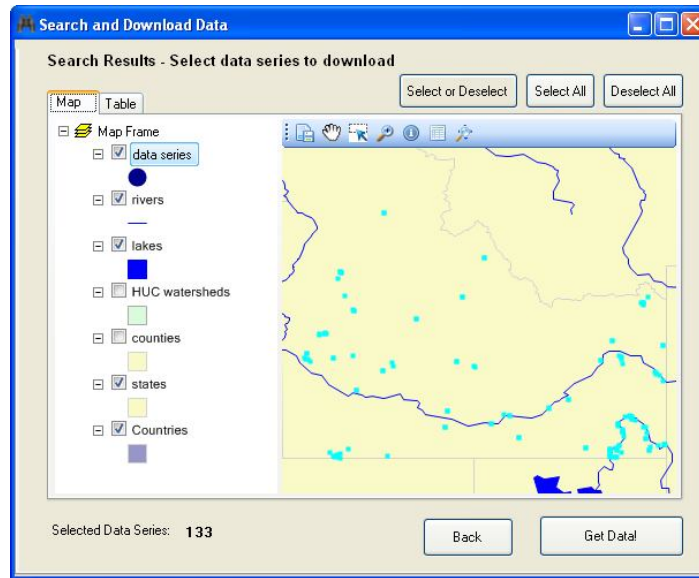 Search and Download Data
Search Results - Select data series to download
Select or Deselect
Select All
Deselect All
Map
Table
Map Frame
data series
rivers
lakes
HUC watersheds
counties
states
Countries
Selected Data Series: 133
Back
Get Data!